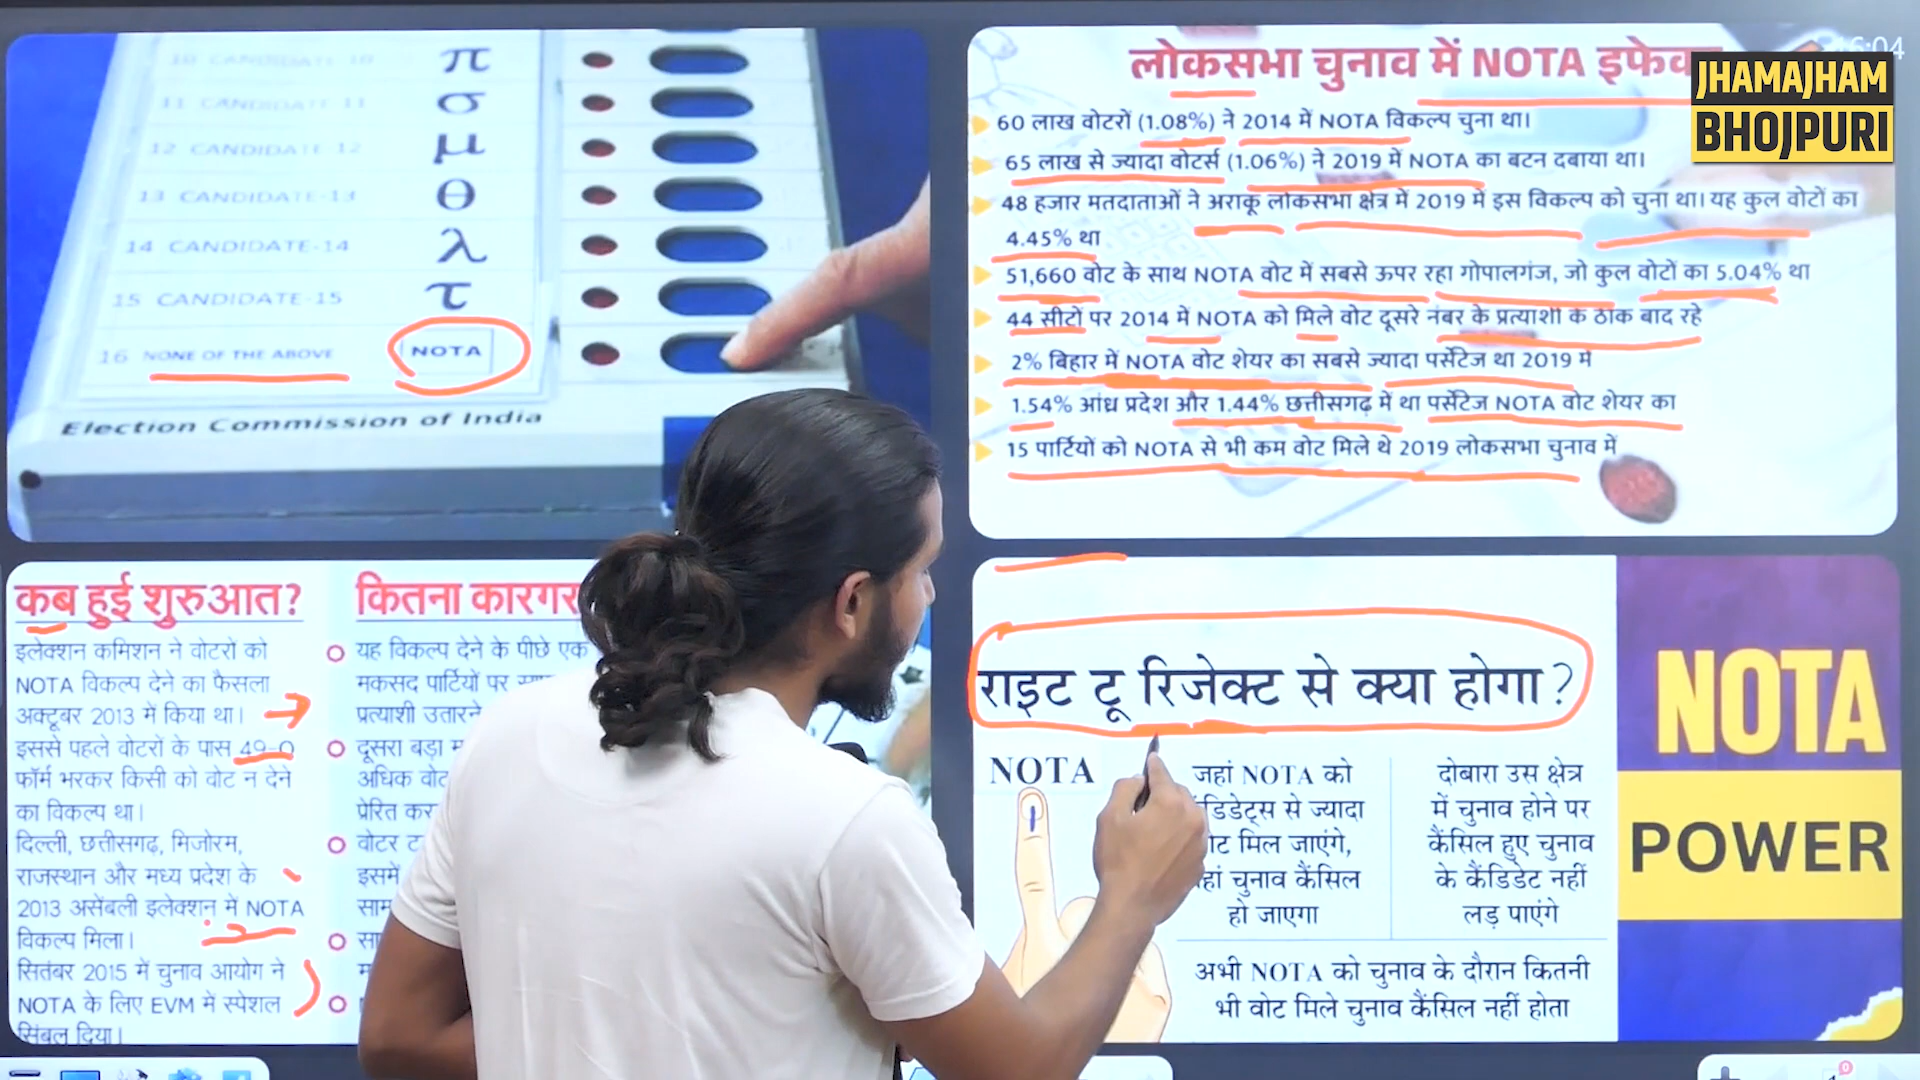 10 CANDIDATE-10 π
11 CANDIDATE-11 σ
12 CANDIDATE-12 μ
13 CANDIDATE-13 θ
14 CANDIDATE-14 λ
15 CANDIDATE-15 τ
16 NONE OF THE ABOVE NOTA
Election Commission of India
लोकसभा चुनाव में NOTA
16:04
JHAMAJHAM
BHOJPURI
60 लाख वोटरों (1.08%) ने 2014 में NOTA विकल्प चुना था।
65 लाख से ज्यादा वोटर्स (1.06%) ने 2019 में NOTA का बटन दबाया था।
48 हजार मतदाताओं ने अराकू लोकसभा क्षेत्र में 2019 में इस विकल्प को चुना था। यह कुल वोटों का
4.45% था
51,660 वोट के साथ NOTA वोट में सबसे ऊपर रहा गोपालगंज, जो कुल वोटों का 5.04% था
44 सीटों पर 2014 में NOTA को मिले वोट दूसरे नंबर के प्रत्याशी के ठीक बाद रहे
2% बिहार में NOTA वोट शेयर का सबसे ज्यादा पर्सेंटेज था 2019 में
1.54% आंध्र प्रदेश और 1.44% छत्तीसगढ़ में था पर्सेंटेज NOTA वोट शेयर का
15 पार्टियों को NOTA से भी कम वोट मिले थे 2019 लोकसभा चुनाव में
कब हुई शुरुआत?
इलेक्शन कमिशन ने वोटरों को
NOTA विकल्प देने का फैसला
अक्टूबर 2013 में किया था।
इससे पहले वोटरों के पास 49-O
फॉर्म भरकर किसी को वोट न देने
का विकल्प था।
दिल्ली, छत्तीसगढ़, मिजोरम,
राजस्थान और मध्य प्रदेश के
2013 असेंबली इलेक्शन में NOTA
विकल्प मिला।
सितंबर 2015 में चुनाव आयोग ने
NOTA के लिए EVM में स्पेशल
सिंबल दिया।
कितना कारगर
यह विकल्प देने के पीछे एक
मकसद पार्टियों पर
प्रत्याशी उतारने
दूसरा बड़ा
अधिक वोट
प्रेरित
वोटर
इसमें
राइट टू रिजेक्ट से क्या होगा?
NOTA
जहां NOTA को
से ज्यादा
मिल जाएंगे,
चुनाव कैंसिल
हो जाएगा
दोबारा उस क्षेत्र
में चुनाव होने पर
कैंसिल हुए चुनाव
के कैंडिडेट नहीं
लड़ पाएंगे
अभी NOTA को चुनाव के दौरान कितनी
भी वोट मिले चुनाव कैंसिल नहीं होता
NOTA
POWER